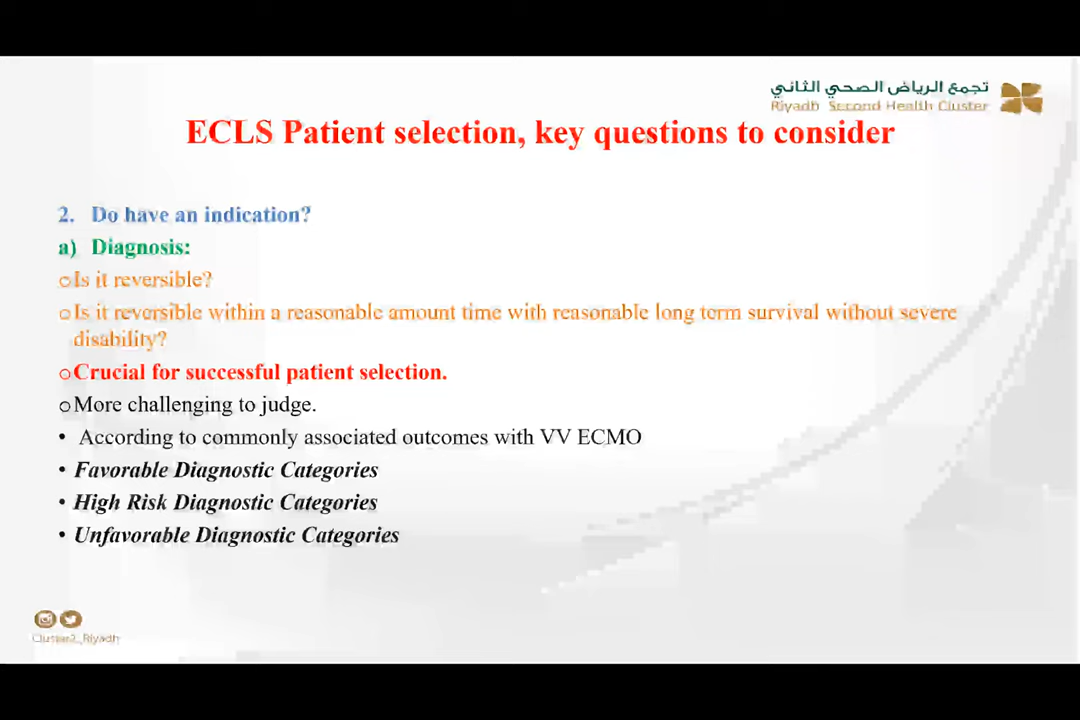 تجمع الرياض الصحي الثاني
Riyadh Second Health Cluster
ECLS Patient selection, key questions to consider
2. Do have an indication?
a) Diagnosis:
o Is it reversible?
o Is it reversible within a reasonable amount time with reasonable long term survival without severe
disability?
o Crucial for successful patient selection.
o More challenging to judge.
• According to commonly associated outcomes with VV ECMO
• Favorable Diagnostic Categories
• High Risk Diagnostic Categories
• Unfavorable Diagnostic Categories
Cluster2_Riyadh